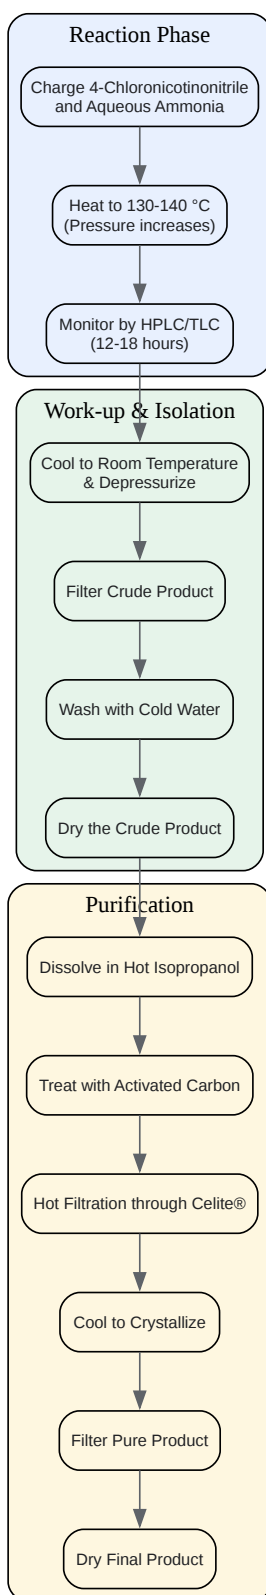 Reaction Phase
Charge 4-Chloronicotinonitrile
and Aqueous Ammonia
Heat to 130-140 °C
(Pressure increases)
Monitor by HPLC/TLC
(12-18 hours)
Work-up & Isolation
Cool to Room Temperature
& Depressurize
Filter Crude Product
Wash with Cold Water
Dry the Crude Product
Purification
Dissolve in Hot Isopropanol
Treat with Activated Carbon
Hot Filtration through Celite®
Cool to Crystallize
Filter Pure Product
Dry Final Product